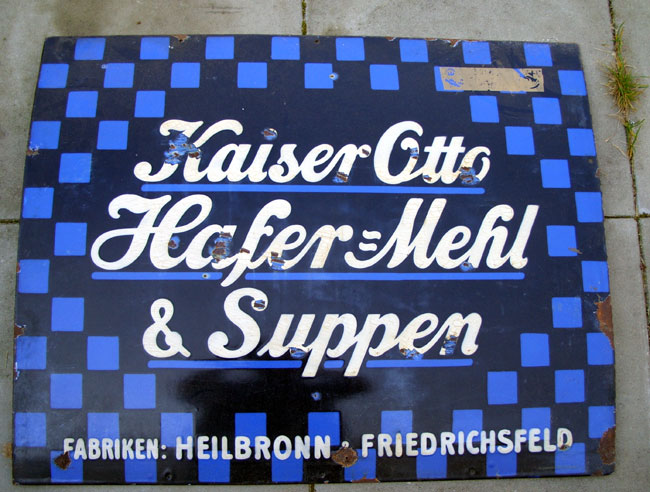 Kaiser Otto
Hafer=Mehl
& Suppen
FABRIKEN: HEILBRONN & FRIEDRICHSFELD